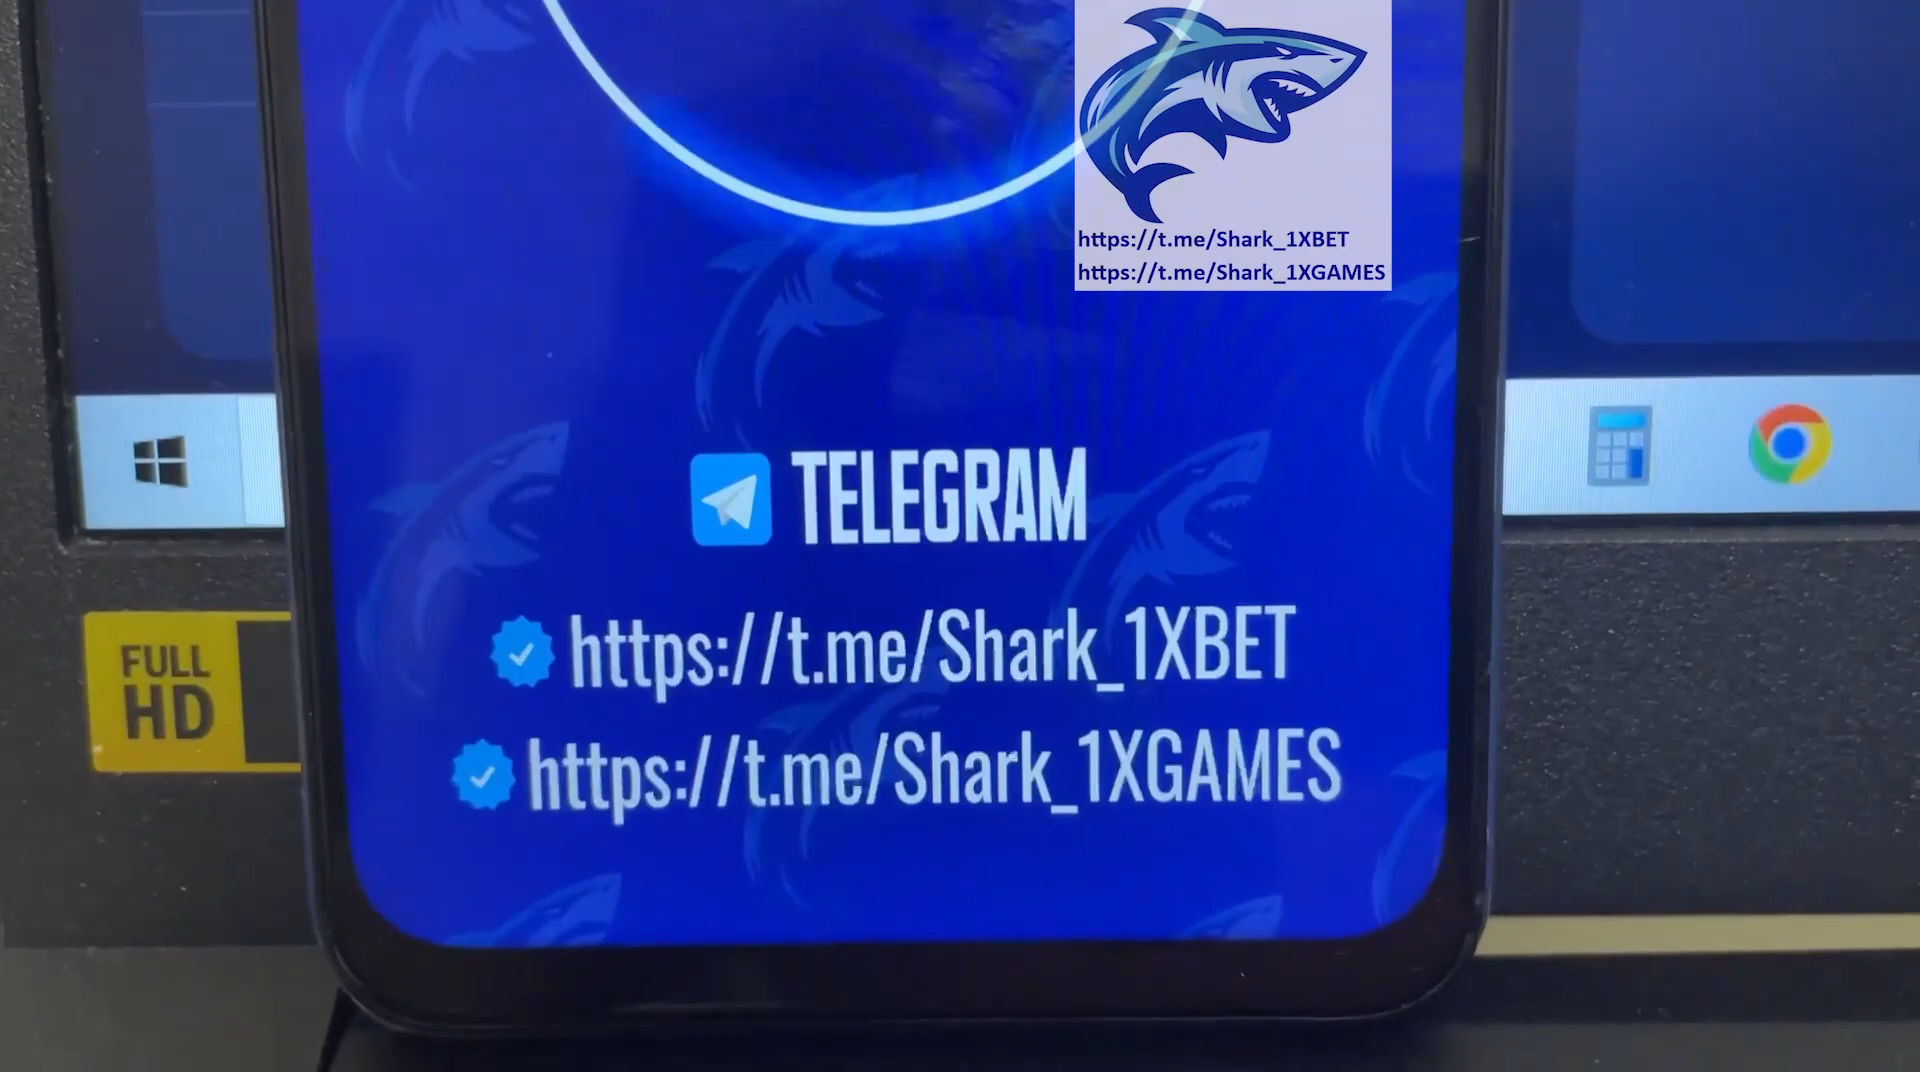 https://t.me/Shark_1XBET
https://t.me/Shark_1XGAMES
TELEGRAM
https://t.me/Shark_1XBET
https://t.me/Shark_1XGAMES
FULL
HD